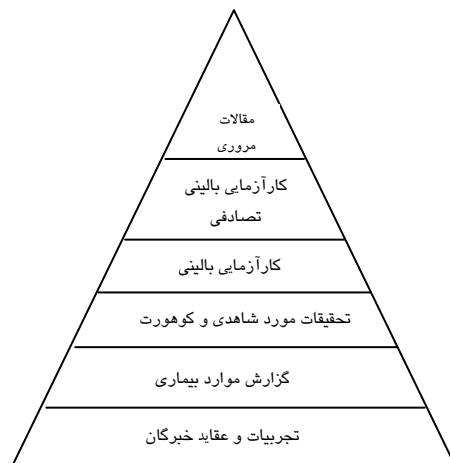 مقالات
مروری
کارآزمایی بالینی
تصادفی
کارآزمایی بالینی
تحقیقات مورد شاهدی و کوهورت
گزارش موارد بیماری
تجربیات و عقاید خبرگان